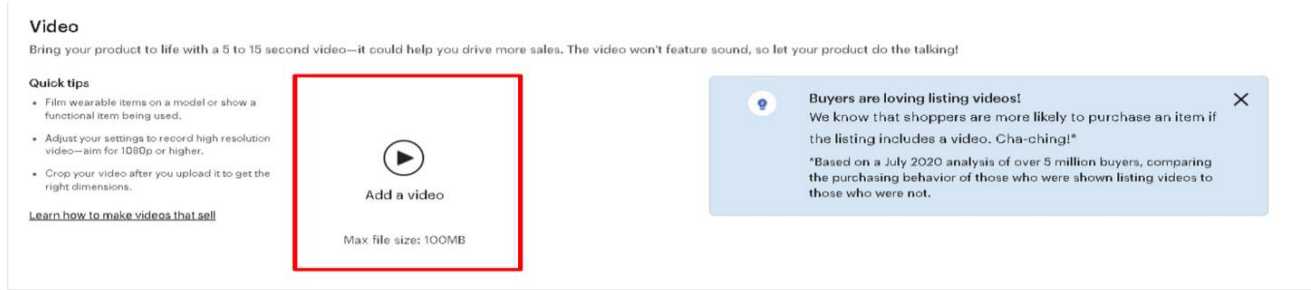 Video
Bring your product to life with a 5 to 15 second video—it could help you drive more sales. The video won't feature sound, so let your product do the talking!
Quick tips
• Film wearable items on a model or show a
functional item being used.
• Adjust your settings to record high resolution
video—aim for 1080p or higher.
• Crop your video after you upload it to get the
right dimensions.
Learn how to make videos that sell
Add a video
Max file size: 100MB
Buyers are loving listing videos!
We know that shoppers are more likely to purchase an item if
the listing includes a video. Cha-ching!*
*Based on a July 2020 analysis of over 5 million buyers, comparing
the purchasing behavior of those who were shown listing videos to
those who were not.